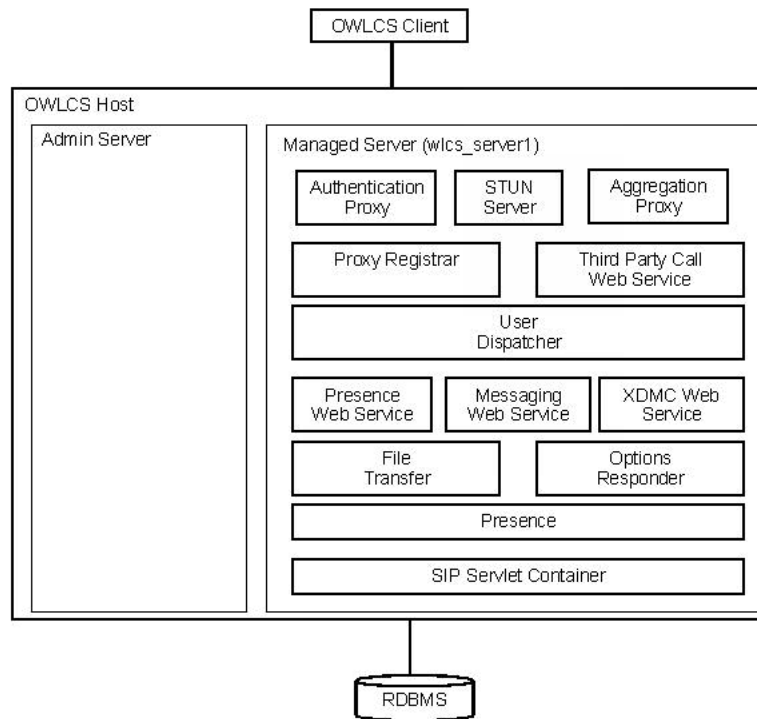 OWLCS Client
OWLCS Host
Admin Server
Managed Server (wlcs_server1)
Authentication
Proxy
STUN
Server
Aggregation
Proxy
Proxy Registrar
Third Party Call
Web Service
User
Dispatcher
Presence
Web Service
Messaging
Web Service
XDMC Web
Service
File
Transfer
Options
Responder
Presence
SIP Servlet Container
RDBMS